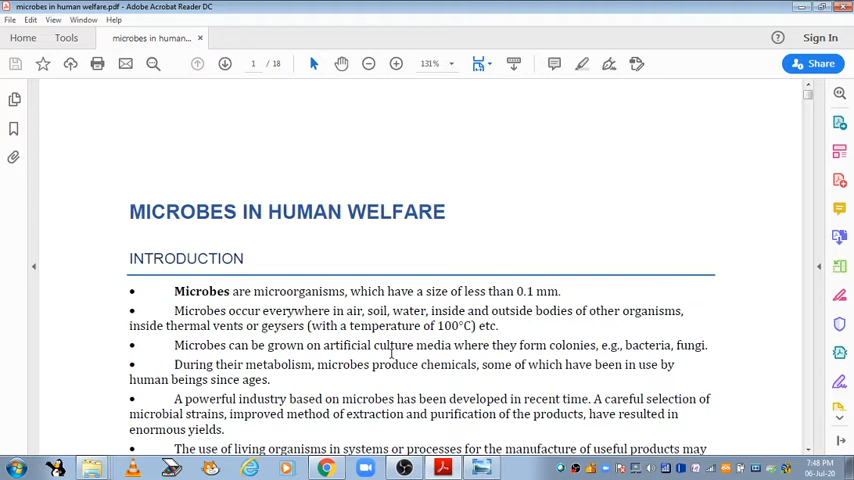 microbes in human welfare.pdf - Adobe Acrobat Reader DC
File Edit View Window Help
Home Tools microbes in human... × Sign In
1 / 18 131% Share
MICROBES IN HUMAN WELFARE
INTRODUCTION
• Microbes are microorganisms, which have a size of less than 0.1 mm.
• Microbes occur everywhere in air, soil, water, inside and outside bodies of other organisms,
inside thermal vents or geysers (with a temperature of 100°C) etc.
• Microbes can be grown on artificial culture media where they form colonies, e.g., bacteria, fungi.
• During their metabolism, microbes produce chemicals, some of which have been in use by
human beings since ages.
• A powerful industry based on microbes has been developed in recent time. A careful selection of
microbial strains, improved method of extraction and purification of the products, have resulted in
enormous yields.
• The use of living organisms in systems or processes for the manufacture of useful products may
7:48 PM
06-Jul-20